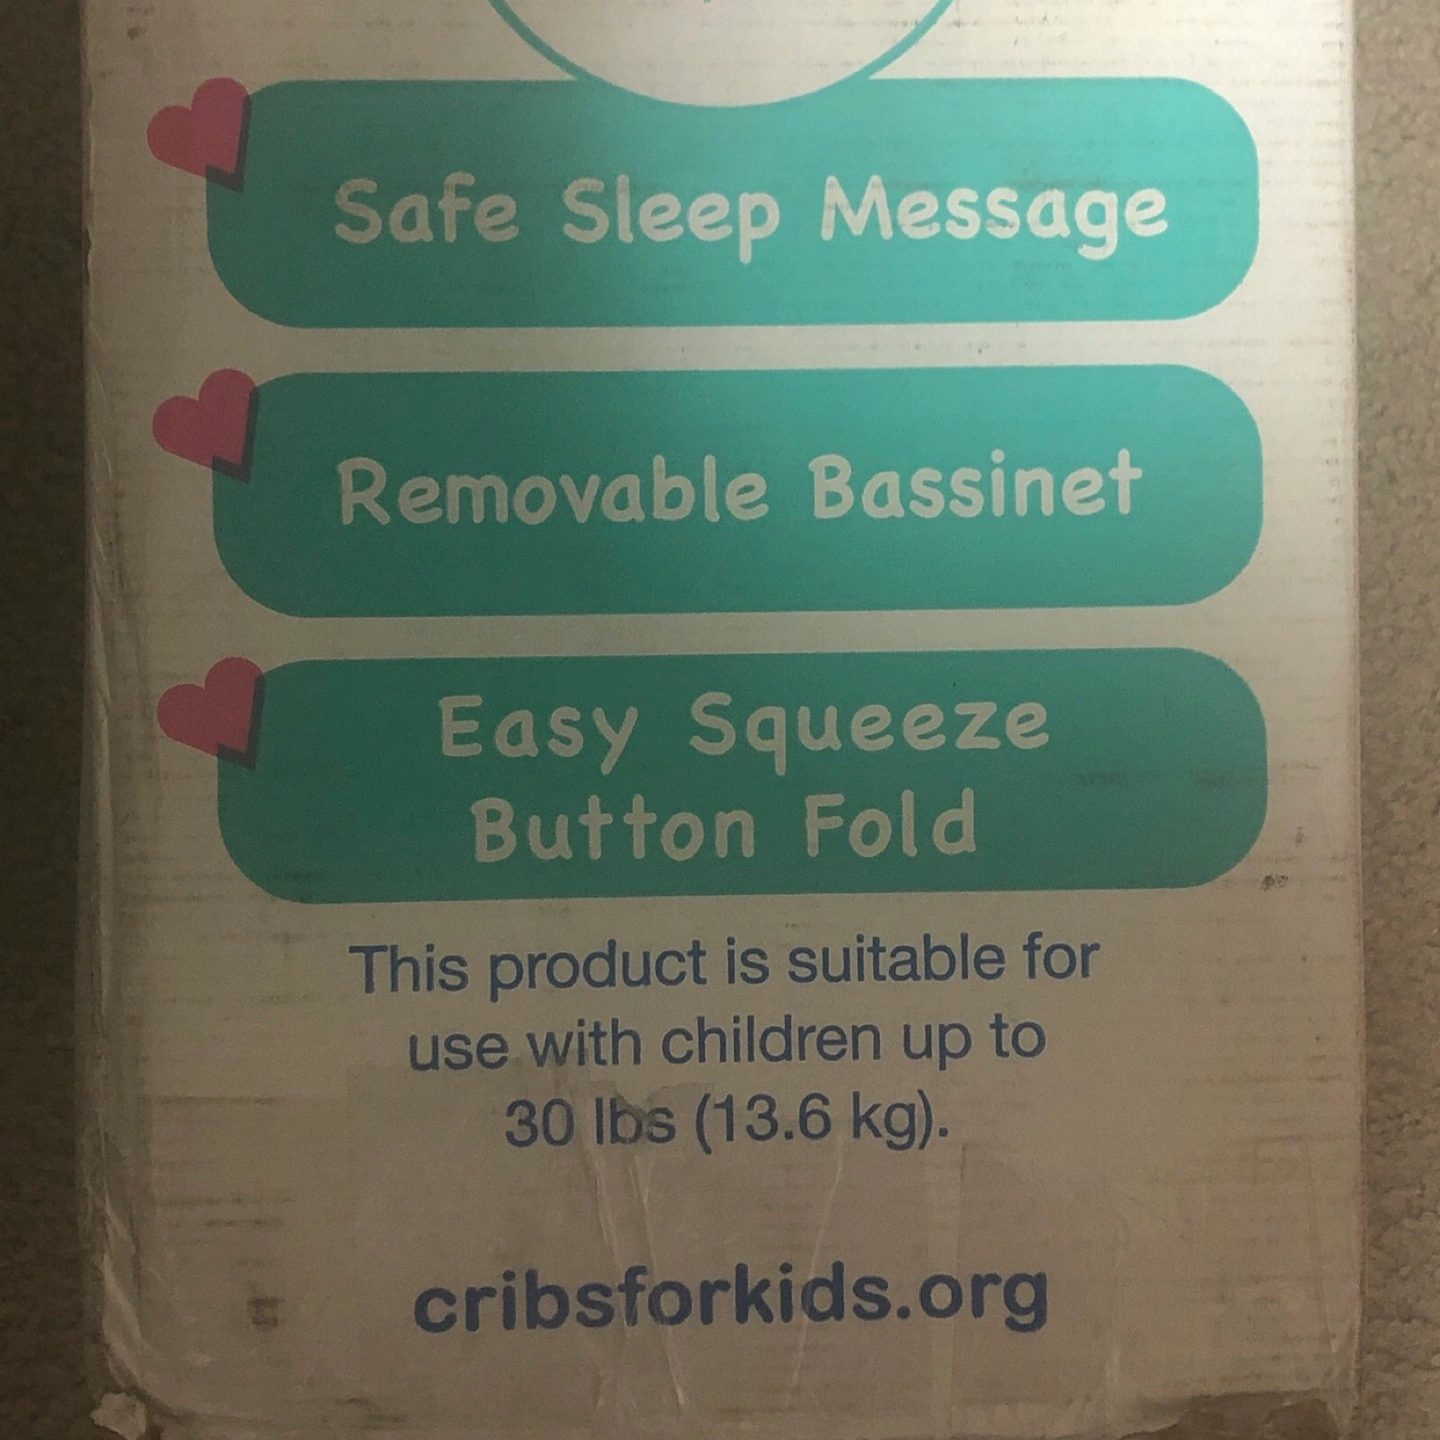 Safe Sleep Message
Removable Bassinet
Easy Squeeze
Button Fold
This product is suitable for
use with children up to
30 lbs (13.6 kg).
cribsforkids.org